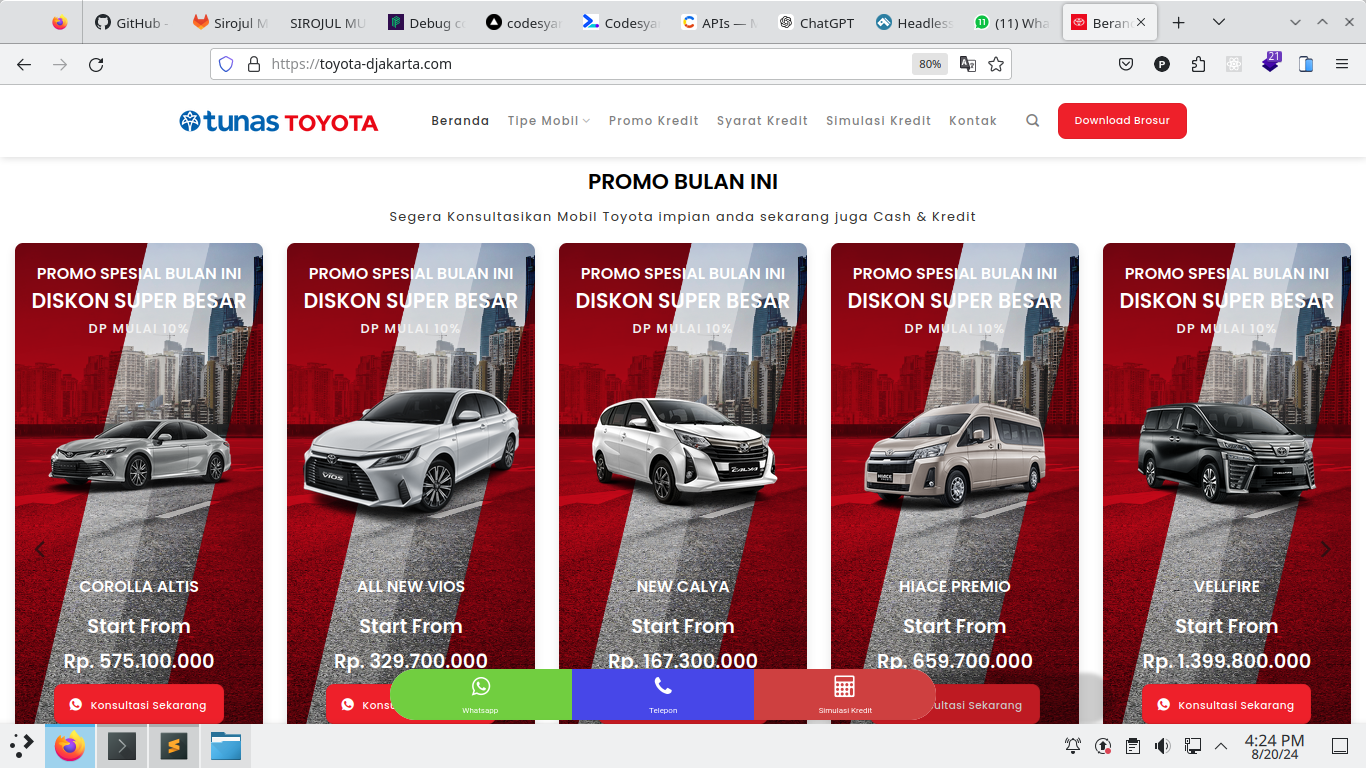 GitHub -
Sirojul M
SIROJUL MU
Debug co
codesya
Codesya
APIs — M
ChatGPT
Headless
(11) Wha
Beran
https://toyota-djakarta.com
80%
21
tunas TOYOTA
Beranda
Tipe Mobil
Promo Kredit
Syarat Kredit
Simulasi Kredit
Kontak
Download Brosur
PROMO BULAN INI
Segera Konsultasikan Mobil Toyota impian anda sekarang juga Cash & Kredit
PROMO SPESIAL BULAN INI
DISKON SUPER BESAR
DP MULAI 10%
COROLLA ALTIS
Start From
Rp. 575.100.000
Konsultasi Sekarang
PROMO SPESIAL BULAN INI
DISKON SUPER BESAR
DP MULAI 10%
VIOS
ALL NEW VIOS
Start From
Rp. 329.700.000
PROMO SPESIAL BULAN INI
DISKON SUPER BESAR
DP MULAI 10%
CALYA
NEW CALYA
Start From
Rp. 167.300.000
PROMO SPESIAL BULAN INI
DISKON SUPER BESAR
DP MULAI 10%
HIACE
HIACE PREMIO
Start From
Rp. 659.700.000
sultasi Sekarang
PROMO SPESIAL BULAN INI
DISKON SUPER BESAR
DP MULAI 10%
VELLFIRE
Start From
Rp. 1.399.800.000
Konsultasi Sekarang
Whatsapp
Telepon
Simulasi Kredit
4:24 PM
8/20/24